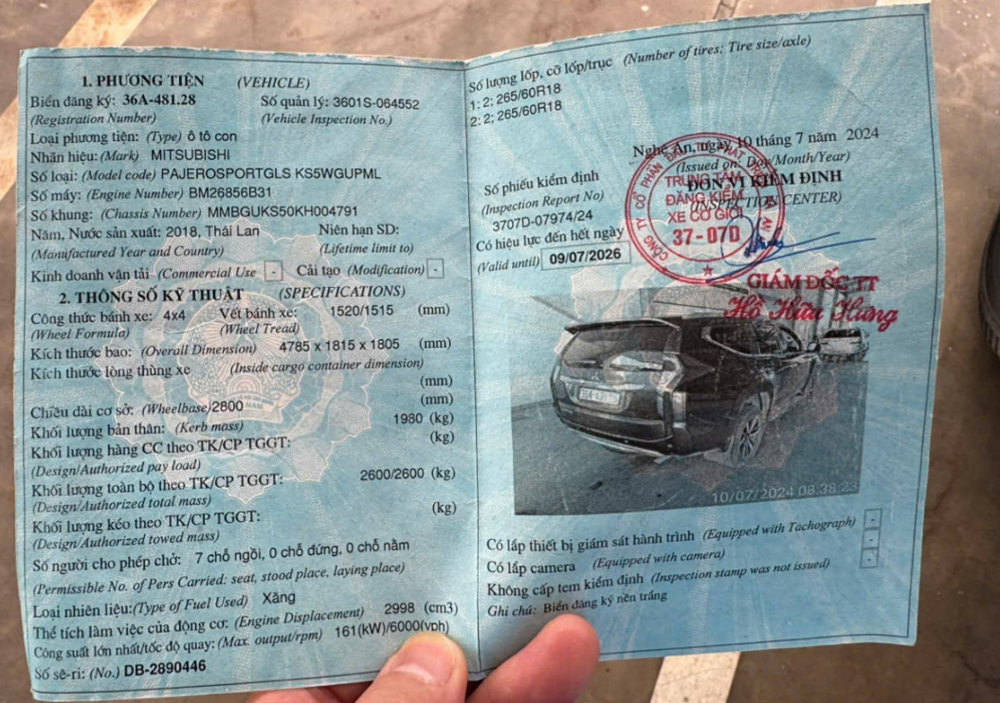 1. PHƯƠNG TIỆN (VEHICLE)
Biển đăng ký: 36A-481.28 Số quản lý: 3601S-064552
(Registration Number) (Vehicle Inspection No.)
Loại phương tiện: (Type) ô tô con
Nhãn hiệu: (Mark) MITSUBISHI
Số loại: (Model code) PAJEROSPORTGLS KS5WGUPML
Số máy: (Engine Number) BM26856B31
Số khung: (Chassis Number) MMBGUKS50KH004791
Năm, Nước sản xuất: 2018, Thái Lan Niên hạn SD:
(Manufactured Year and Country) (Lifetime limit to)
Kinh doanh vận tải (Commercial Use - Cải tạo (Modification) -
2. THÔNG SỐ KỸ THUẬT (SPECIFICATIONS)
Công thức bánh xe: 4x4 Vết bánh xe: 1520/1515 (mm)
(Wheel Formula) (Wheel Tread)
Kích thước bao: (Overall Dimension) 4785 x 1815 x 1805 (mm)
Kích thước lòng thùng xe (Inside cargo container dimension)
(mm)
Chiều dài cơ sở: (Wheelbase) 2800 (mm)
Khối lượng bản thân: (Kerb mass) 1980 (kg)
Khối lượng hàng CC theo TK/CP TGGT: (kg)
(Design/Authorized pay load)
Khối lượng toàn bộ theo TK/CP TGGT: 2600/2600 (kg)
(Design/Authorized total mass)
Khối lượng kéo theo TK/CP TGGT: (kg)
(Design/Authorized towed mass)
Số người cho phép chở: 7 chỗ ngồi, 0 chỗ đứng, 0 chỗ nằm
(Permissible No. of Pers Carried: seat, stood place, laying place)
Loại nhiên liệu: (Type of Fuel Used) Xăng
Thể tích làm việc của động cơ: (Engine Displacement) 2998 (cm3)
Công suất lớn nhất/tốc độ quay: (Max. output/rpm) 161(kW)/6000(vph)
Số sê-ri: (No.) DB-2890446
Số lượng lốp, cỡ lốp/trục (Number of tires; Tire size/axle)
1: 2; 265/60R18
2: 2; 265/60R18
Nghệ An, ngày 10 tháng 7 năm 2024
(Issued on: Day/Month/Year)
ĐƠN VỊ KIỂM ĐỊNH
(INSPECTION CENTER)
Số phiếu kiểm định
(Inspection Report No)
3707D-07974/24
Có hiệu lực đến hết ngày
(Valid until) 09/07/2026
CÔNG TY CỔ PHẦN ĐẦU TƯ PHÁT TRIỂN AN
TRUNG TÂM
ĐĂNG KIỂM
XE CƠ GIỚI
37-07D
GIÁM ĐỐC TT
Hồ Hữu Hưng
36A-481.28
10/07/2024 08:38:23
Có lắp thiết bị giám sát hành trình (Equipped with Tachograph) -
Có lắp camera (Equipped with camera) -
Không cấp tem kiểm định (Inspection stamp was not issued) -
Ghi chú: Biển đăng ký nền trắng